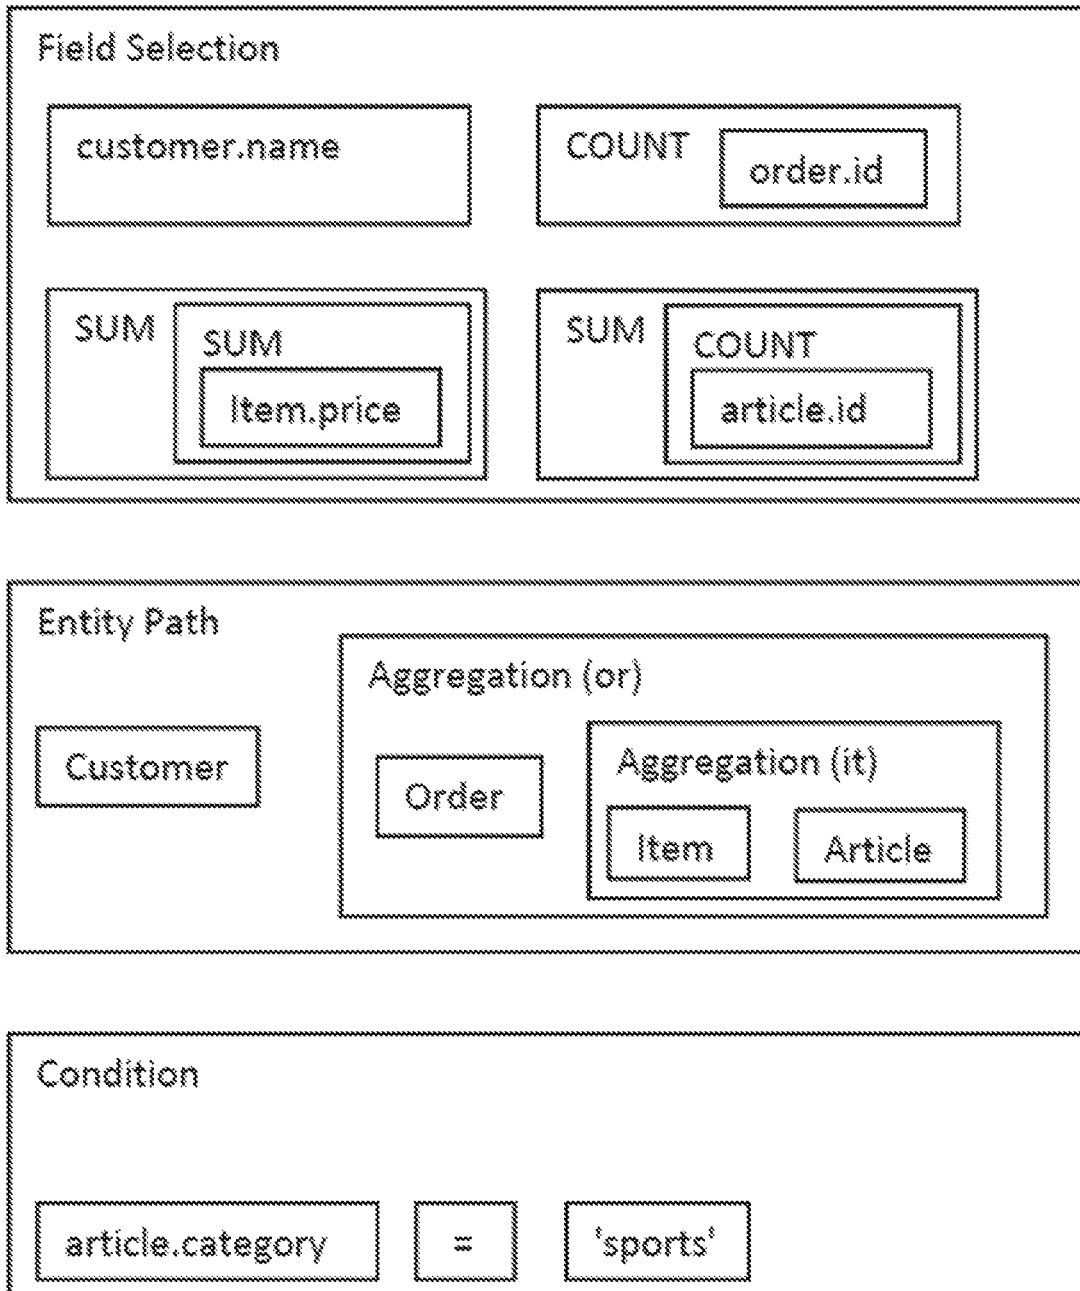 Field Selection
customer.name
COUNT order.id
SUM SUM Item.price
SUM COUNT article.id
Entity Path
Customer
Aggregation (or)
Order
Aggregation (it)
Item Article
Condition
article.category = 'sports'